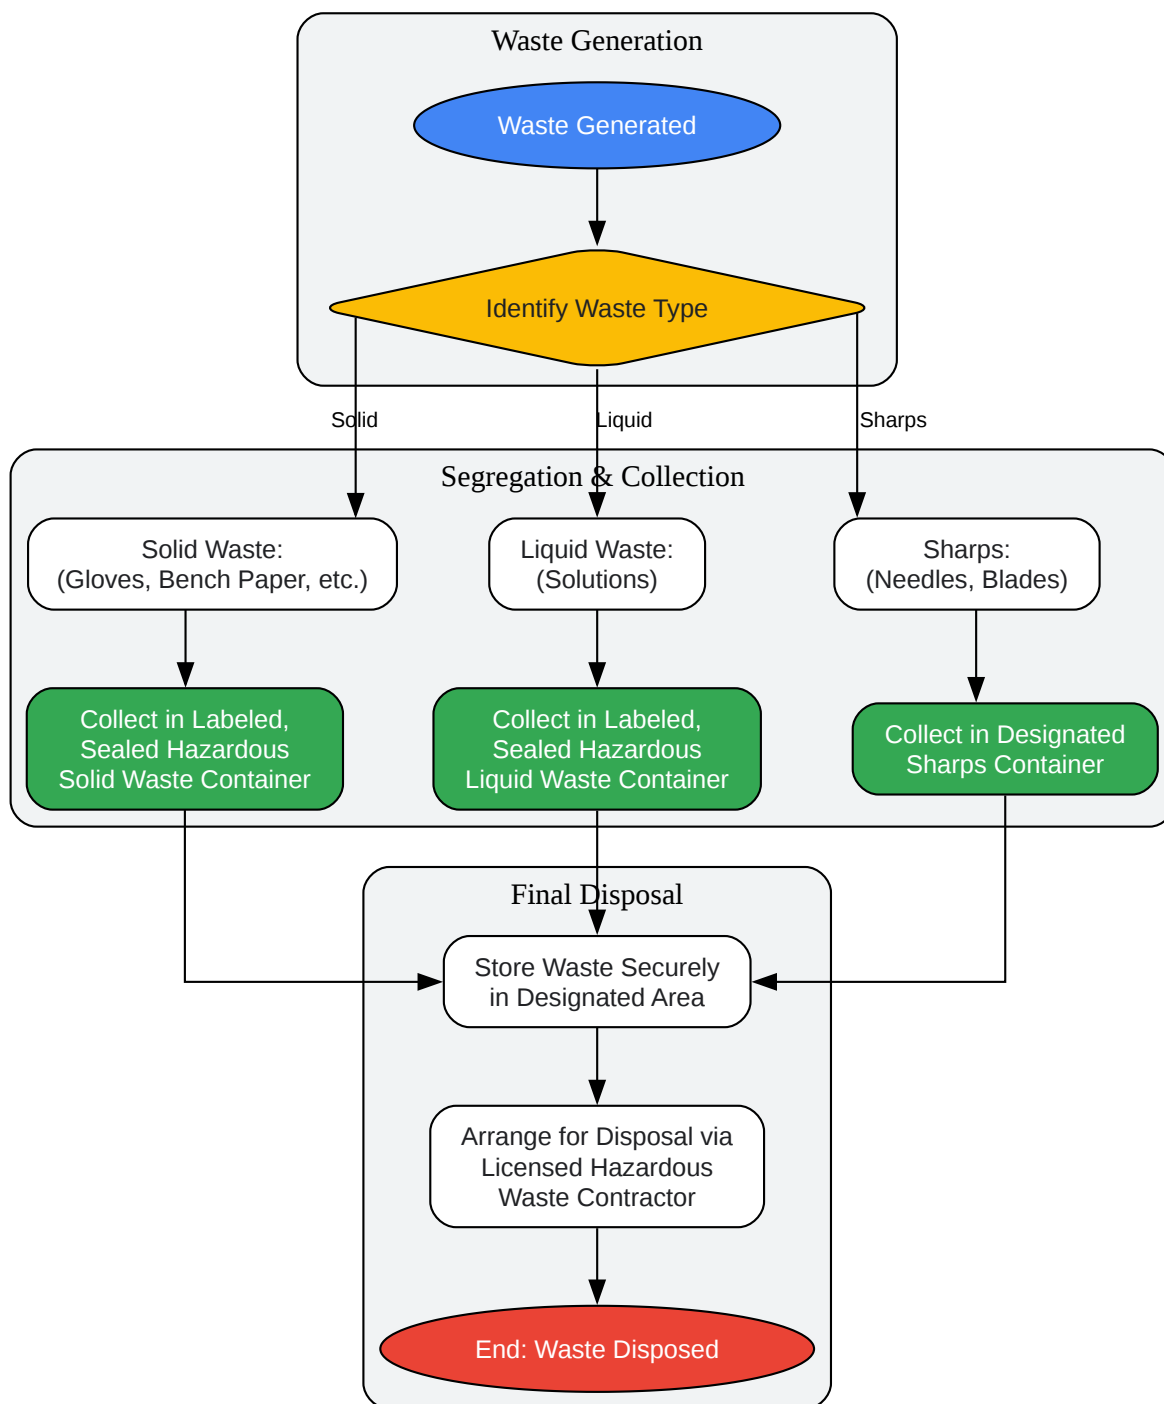 Waste Generation
Waste Generated
Identify Waste Type
Solid
Liquid
Sharps
Segregation & Collection
Solid Waste:
(Gloves, Bench Paper, etc.)
Liquid Waste:
(Solutions)
Sharps:
(Needles, Blades)
Collect in Labeled,
Sealed Hazardous
Solid Waste Container
Collect in Labeled,
Sealed Hazardous
Liquid Waste Container
Collect in Designated
Sharps Container
Final Disposal
Store Waste Securely
in Designated Area
Arrange for Disposal via
Licensed Hazardous
Waste Contractor
End: Waste Disposed